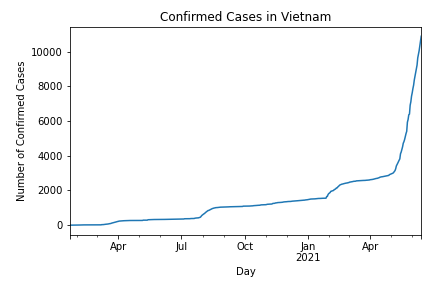 Confirmed Cases in Vietnam
Number of Confirmed Cases
10000
8000
6000
4000
2000
0
Apr
Jul
Oct
Jan
2021
Apr
Day